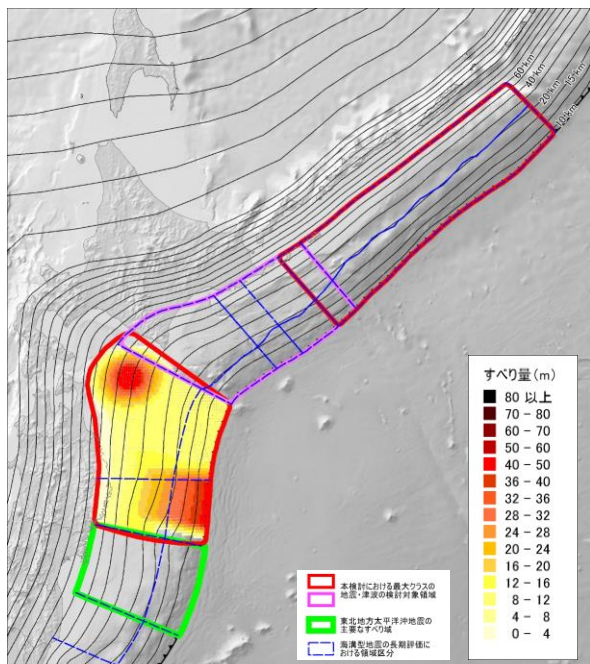 60 km
40 km
20 km
15 km
10 km
すべり量(m)
80 以上
70 - 80
60 - 70
50 - 60
40 - 50
36 - 40
32 - 36
28 - 32
24 - 28
20 - 24
16 - 20
12 - 16
8 - 12
4 - 8
0 - 4
本検討における最大クラスの
地震・津波の検討対象領域
東北地方太平洋沖地震の
主要なすべり域
海溝型地震の長期評価に
おける領域区分